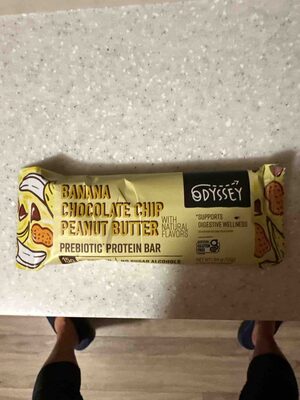 BANANA
CHOCOLATE CHIP
PEANUT BUTTER
WITH
NATURAL
FLAVORS
PREBIOTIC PROTEIN BAR
NO SUGAR ALCOHOLS
ODYSSEY
*SUPPORTS
DIGESTIVE WELLNESS